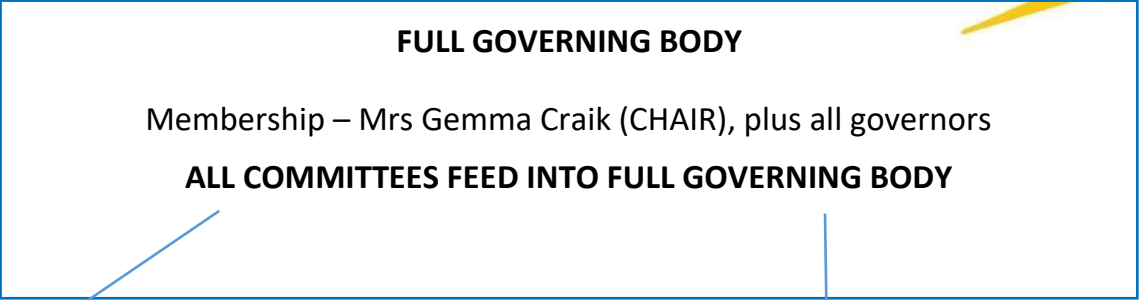 FULL GOVERNING BODY
Membership – Mrs Gemma Craik (CHAIR), plus all governors
ALL COMMITTEES FEED INTO FULL GOVERNING BODY